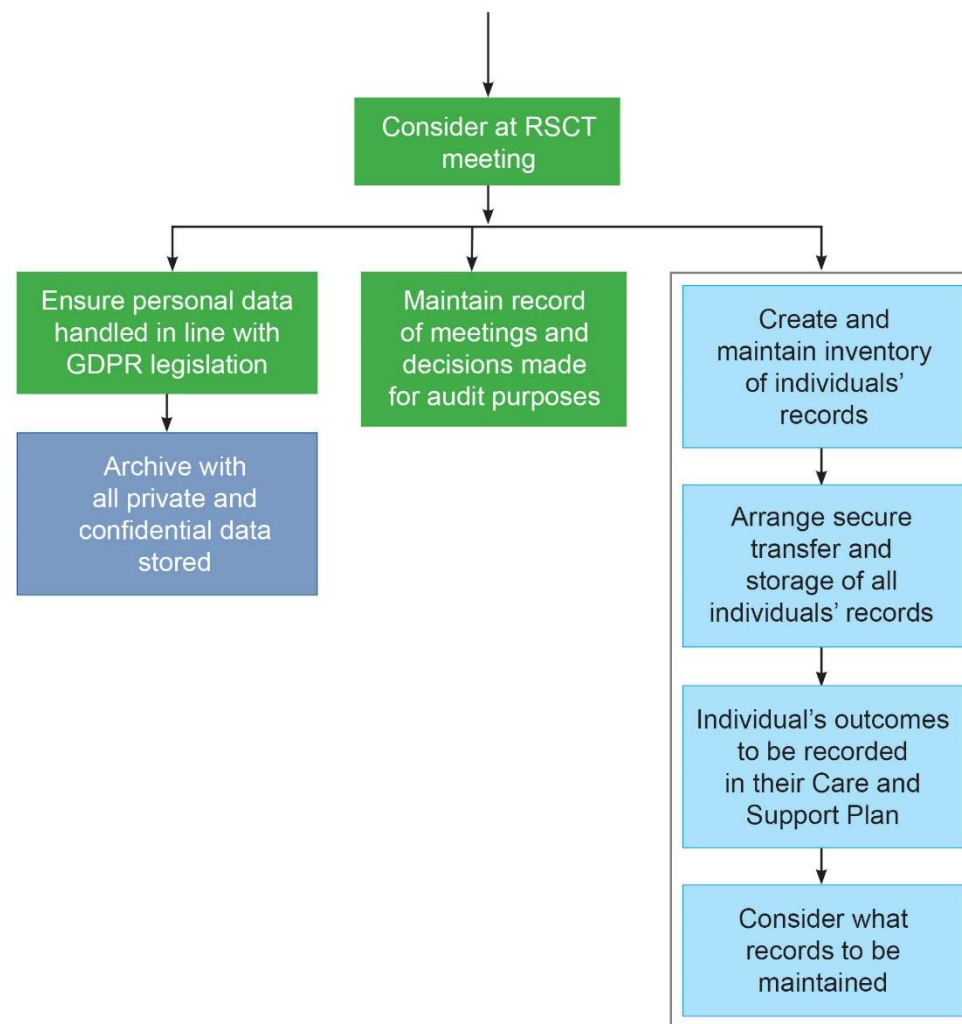 Consider at RSCT
meeting
Ensure personal data
handled in line with
GDPR legislation
Maintain record
of meetings and
decisions made
for audit purposes
Archive with
all private and
confidential data
stored
Create and
maintain inventory
of individuals’
records
Arrange secure
transfer and
storage of all
individuals’ records
Individual’s outcomes
to be recorded
in their Care and
Support Plan
Consider what
records to be
maintained